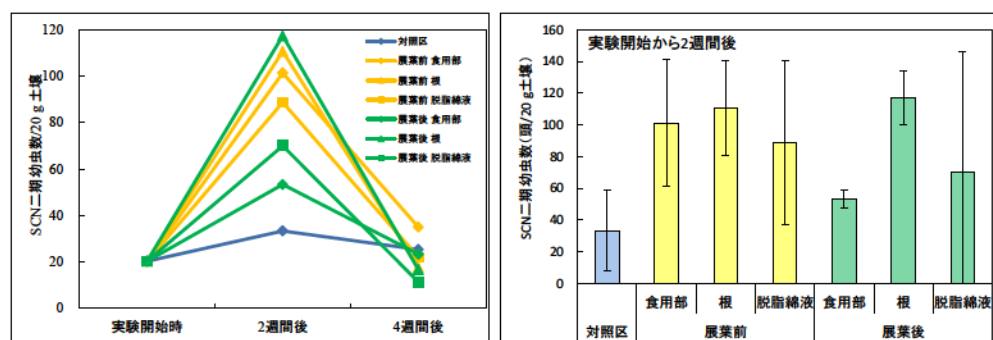 SCN二期幼虫数/20 g 土壌
120
100
80
60
40
20
0
対照区
展葉前 食用部
展葉前 根
展葉前 脱脂綿液
展葉後 食用部
展葉後 根
展葉後 脱脂綿液
実験開始時
2週間後
4週間後
実験開始から2週間後
SCN二期幼虫数(頭/20 g土壌)
160
140
120
100
80
60
40
20
0
食用部
根
脱脂綿液
食用部
根
脱脂綿液
対照区
展葉前
展葉後